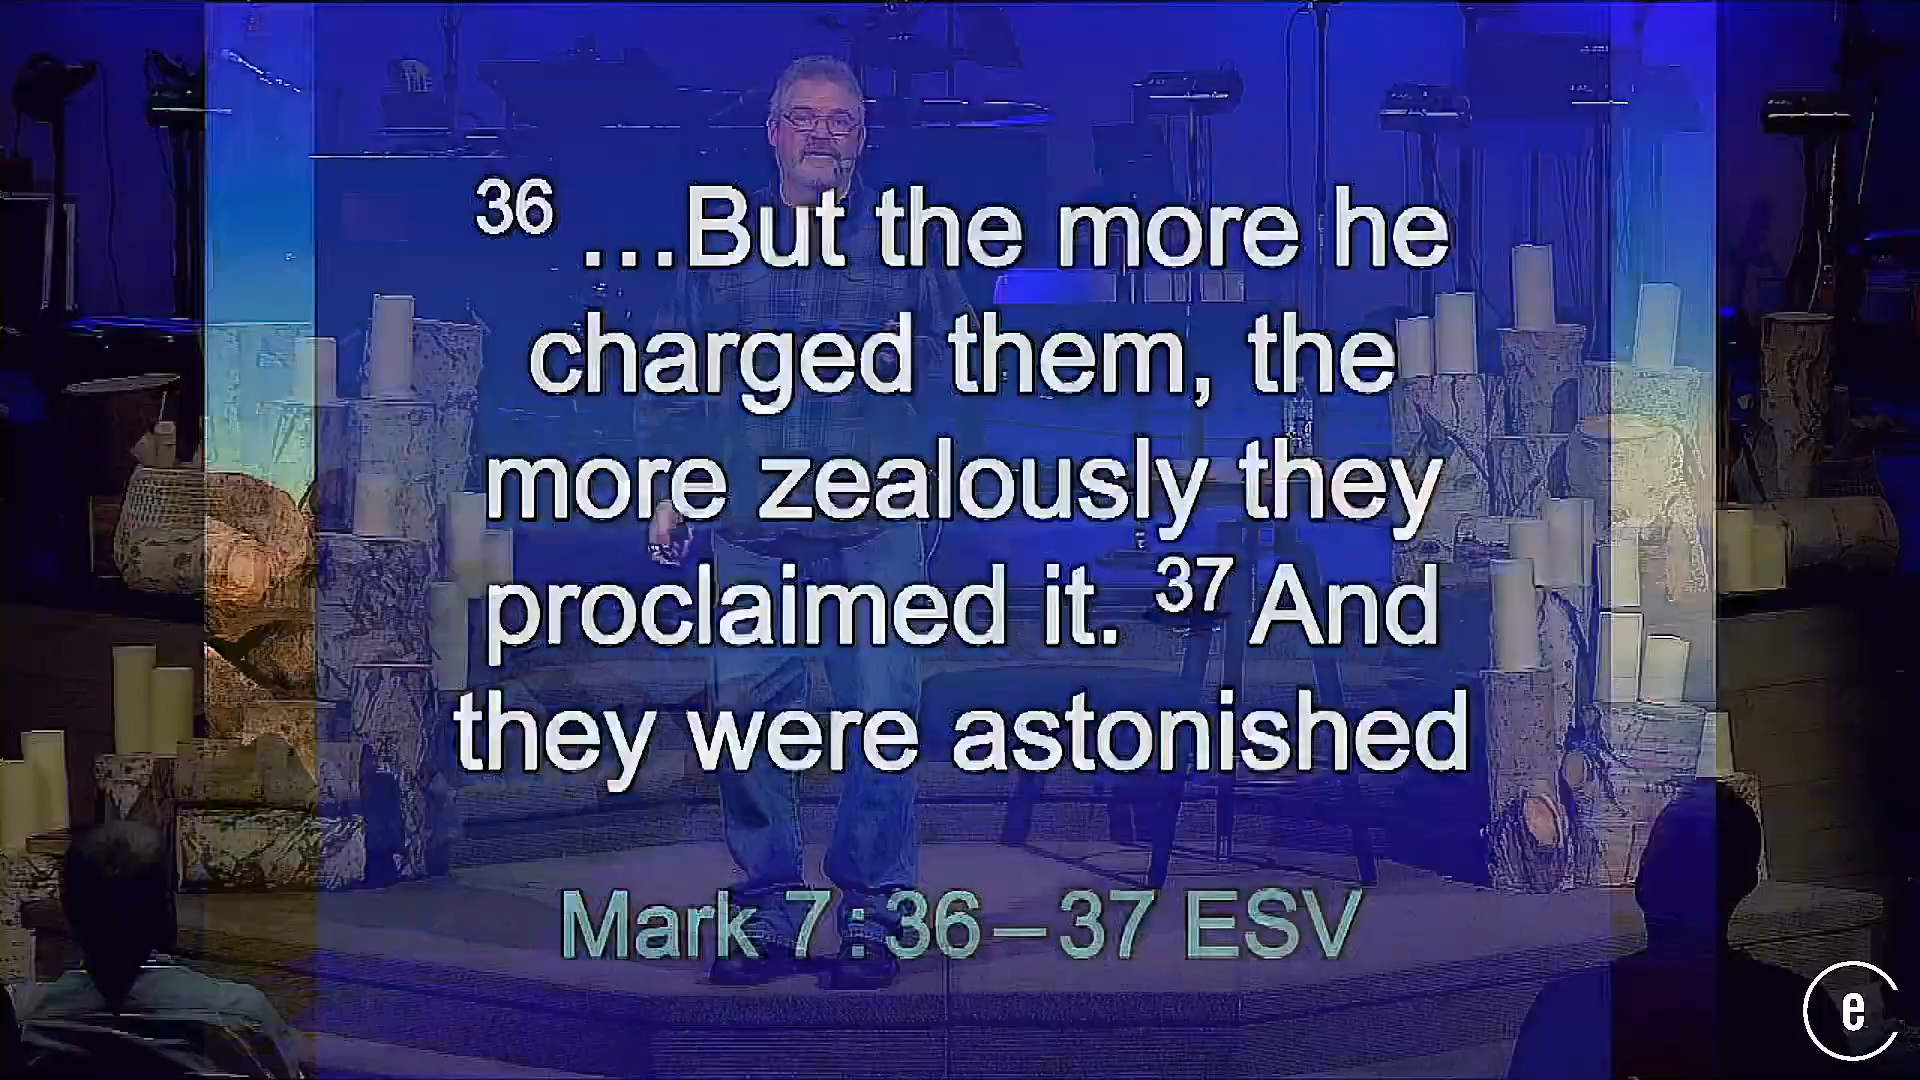 36 …But the more he
charged them, the
more zealously they
proclaimed it. 37 And
they were astonished
Mark 7:36–37 ESV
e